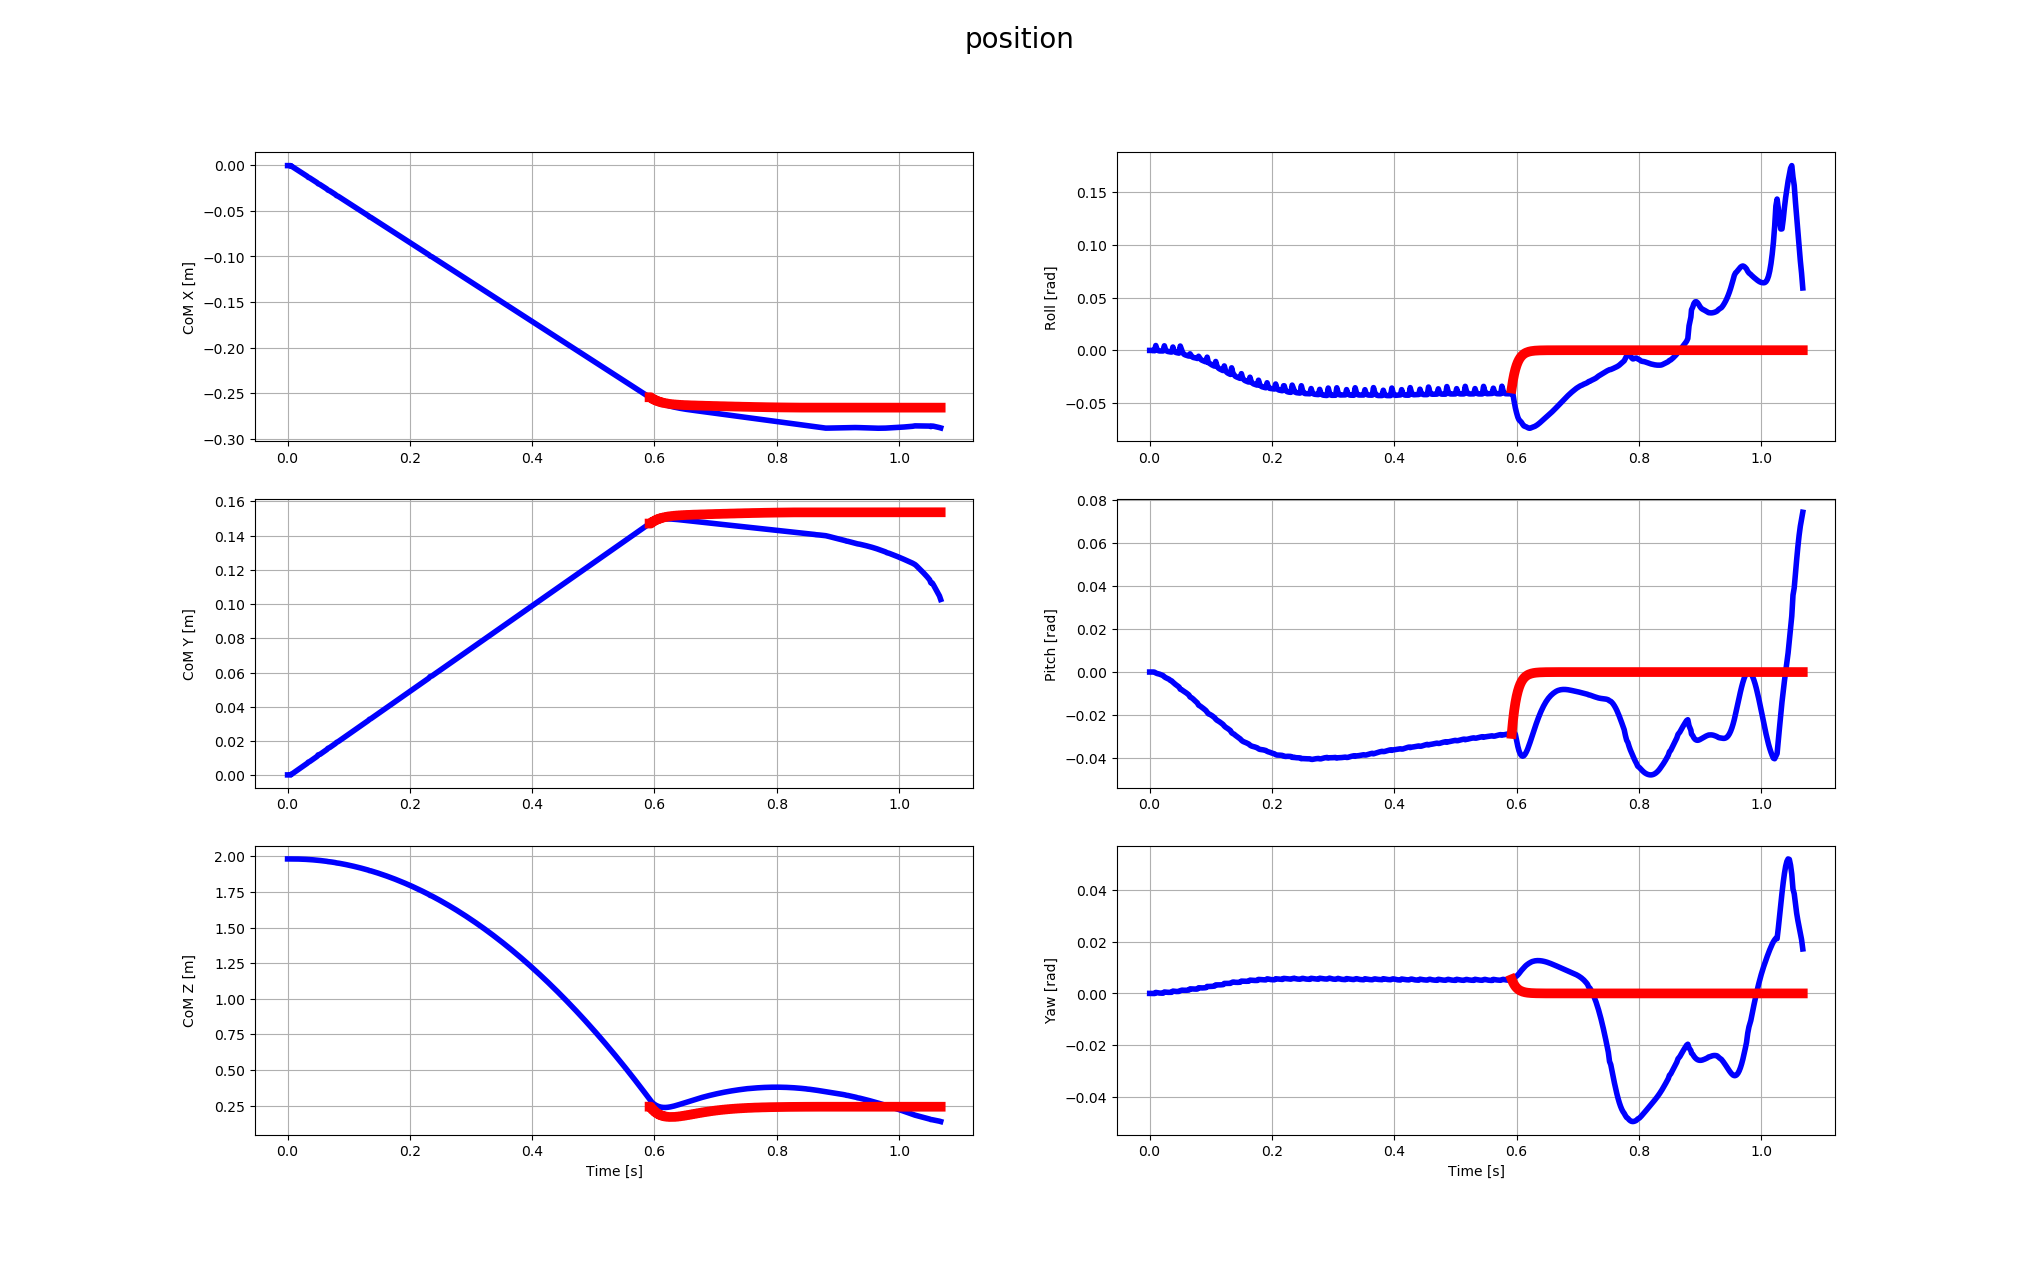 position
0.00
−0.05
−0.10
−0.15
−0.20
−0.25
−0.30
CoM X [m]
0.0 0.2 0.4 0.6 0.8 1.0
0.15
0.10
0.05
0.00
−0.05
Roll [rad]
0.0 0.2 0.4 0.6 0.8 1.0
0.16
0.14
0.12
0.10
0.08
0.06
0.04
0.02
0.00
CoM Y [m]
0.0 0.2 0.4 0.6 0.8 1.0
0.08
0.06
0.04
0.02
0.00
−0.02
−0.04
Pitch [rad]
0.0 0.2 0.4 0.6 0.8 1.0
2.00
1.75
1.50
1.25
1.00
0.75
0.50
0.25
CoM Z [m]
0.0 0.2 0.4 0.6 0.8 1.0
Time [s]
0.04
0.02
0.00
−0.02
−0.04
Yaw [rad]
0.0 0.2 0.4 0.6 0.8 1.0
Time [s]